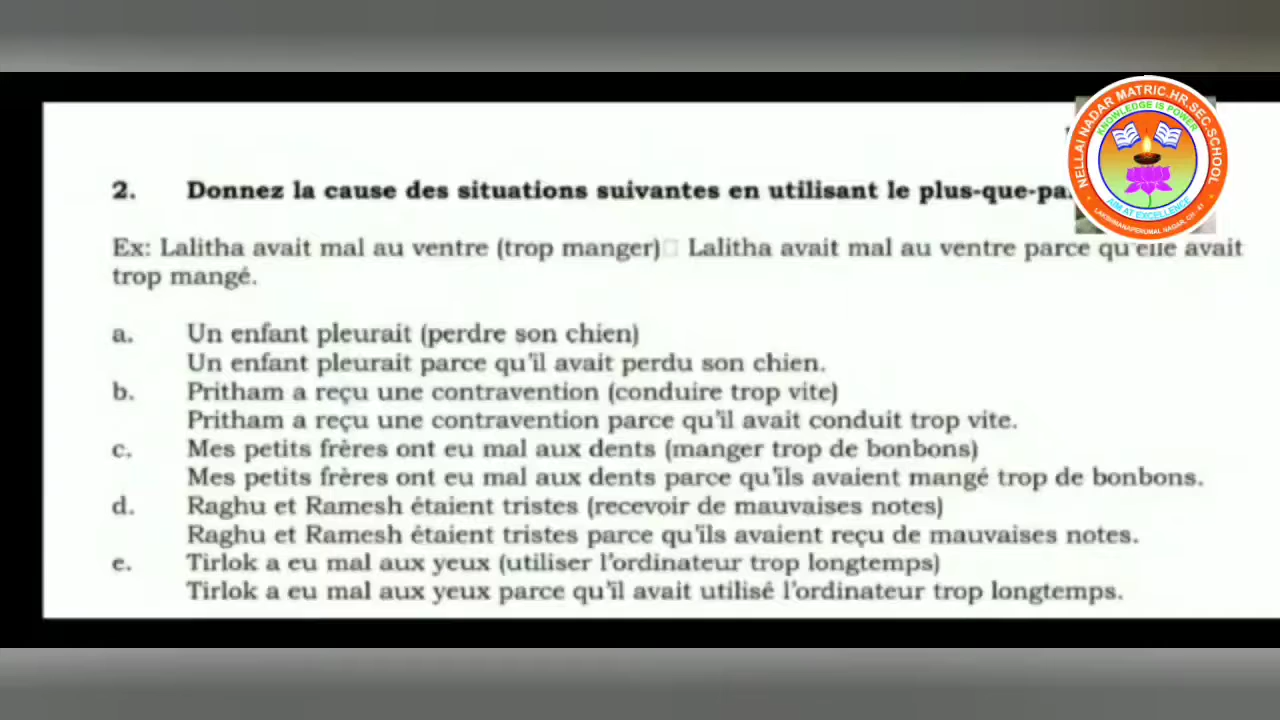 NELLAI NADAR MATRIC.HR.SEC.SCHOOL
KNOWLEDGE IS POWER
AIM AT EXCELLENCE
LAKSHMANAPERUMAL NAGAR, CH - 47
2. Donnez la cause des situations suivantes en utilisant le plus-que-pa
Ex: Lalitha avait mal au ventre (trop manger) Lalitha avait mal au ventre parce qu'elle avait
trop mangé.
a. Un enfant pleurait (perdre son chien)
Un enfant pleurait parce qu'il avait perdu son chien.
b. Pritham a reçu une contravention (conduire trop vite)
Pritham a reçu une contravention parce qu'il avait conduit trop vite.
c. Mes petits frères ont eu mal aux dents (manger trop de bonbons)
Mes petits frères ont eu mal aux dents parce qu'ils avaient mangé trop de bonbons.
d. Raghu et Ramesh étaient tristes (recevoir de mauvaises notes)
Raghu et Ramesh étaient tristes parce qu'ils avaient reçu de mauvaises notes.
e. Tirlok a eu mal aux yeux (utiliser l'ordinateur trop longtemps)
Tirlok a eu mal aux yeux parce qu'il avait utilisé l'ordinateur trop longtemps.